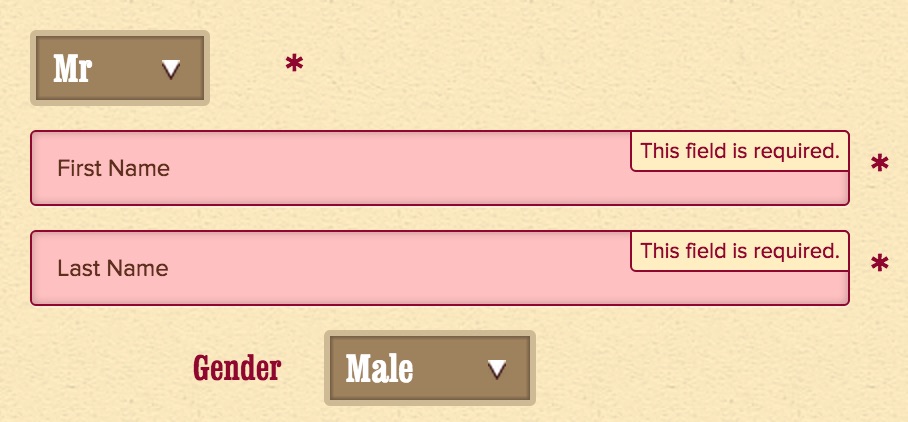 Mr *
This field is required.
First Name *
This field is required.
Last Name *
Gender Male